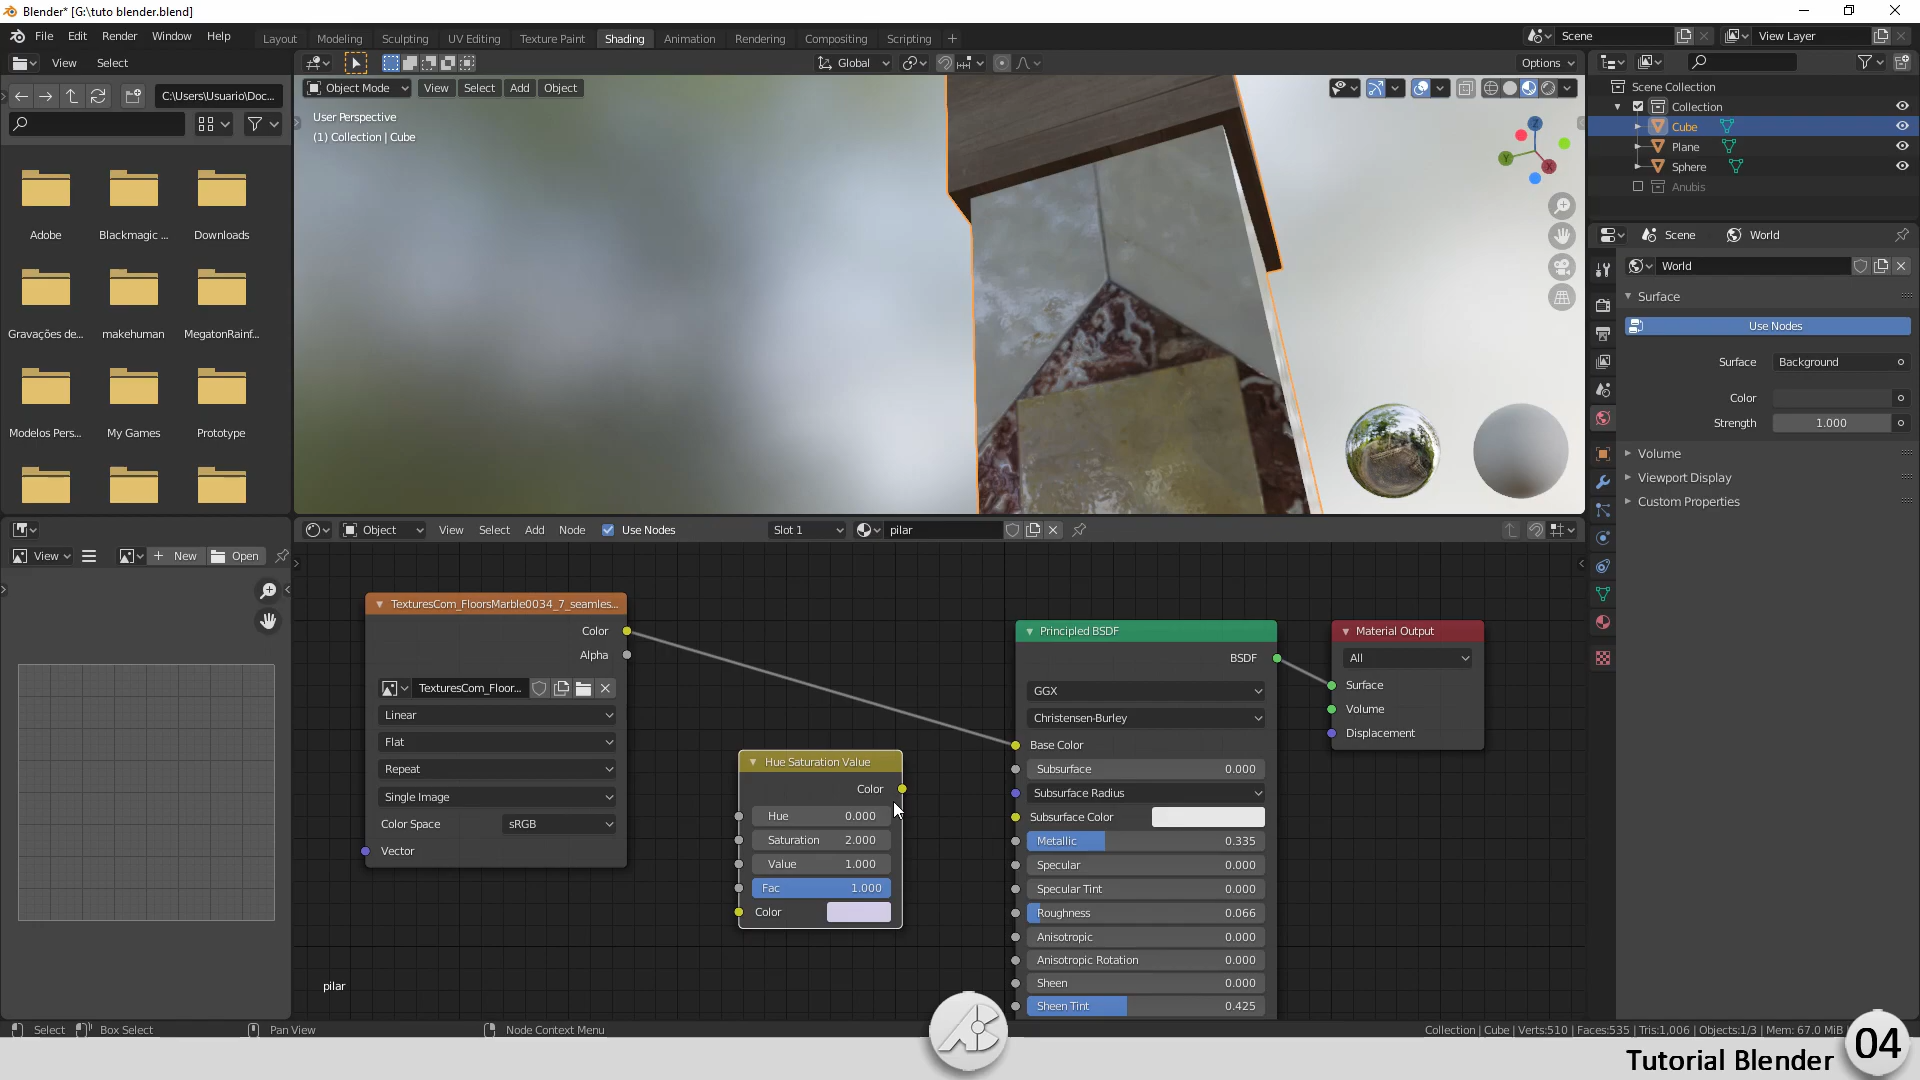 Blender* [G:\tuto blender.blend]
File Edit Render Window Help
Layout Modeling Sculpting UV Editing Texture Paint Shading Animation Rendering Compositing Scripting +
Scene View Layer
View Select
Global Options
C:\Users\Usuario\Doc...
Object Mode View Select Add Object
User Perspective
(1) Collection | Cube
Scene Collection
Collection
Cube
Plane
Sphere
Anubis
Adobe Blackmagic ... Downloads
Gravações de... makehuman MegatonRainf...
Modelos Pers... My Games Prototype
Z
Y
X
Scene World
World
Surface
Use Nodes
Surface Background
Color
Strength 1.000
Volume
Viewport Display
Custom Properties
View New Open
Object View Select Add Node Use Nodes Slot 1 pilar
TexturesCom_FloorsMarble0034_7_seamles...
Color
Alpha
TexturesCom_Floor...
Linear
Flat
Repeat
Single Image
Color Space sRGB
Vector
Hue Saturation Value
Color
Hue 0.000
Saturation 2.000
Value 1.000
Fac 1.000
Color
Principled BSDF
BSDF
GGX
Christensen-Burley
Base Color
Subsurface 0.000
Subsurface Radius
Subsurface Color
Metallic 0.335
Specular 0.000
Specular Tint 0.000
Roughness 0.066
Anisotropic 0.000
Anisotropic Rotation 0.000
Sheen 0.000
Sheen Tint 0.425
Material Output
All
Surface
Volume
Displacement
pilar
Select Box Select Pan View Node Context Menu
Collection | Cube | Verts:510 | Faces:535 | Tris:1,006 | Objects:1/3 | Mem: 67.0 MiB
Tutorial Blender 04